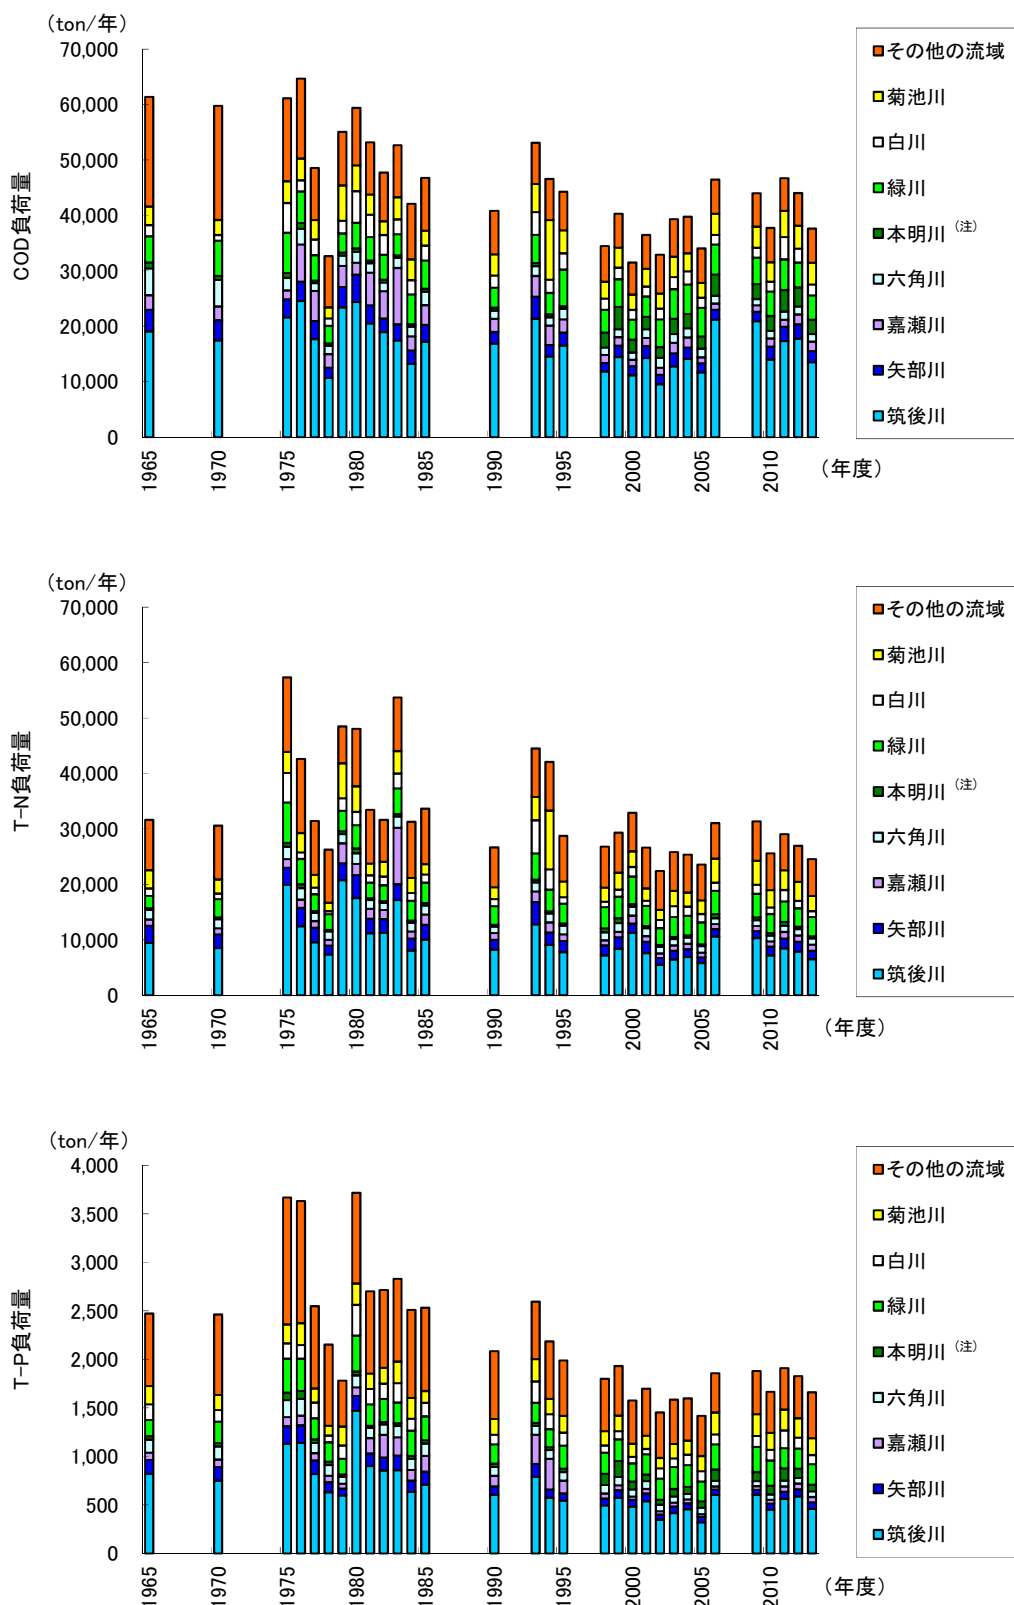 （ton/年）
70,000
60,000
50,000
40,000
30,000
20,000
10,000
0
COD負荷量
1965
1970
1975
1980
1985
1990
1995
2000
2005
2010
（年度）
その他の流域
菊池川
白川
緑川
本明川（注）
六角川
嘉瀬川
矢部川
筑後川
（ton/年）
70,000
60,000
50,000
40,000
30,000
20,000
10,000
0
T-N負荷量
1965
1970
1975
1980
1985
1990
1995
2000
2005
2010
（年度）
その他の流域
菊池川
白川
緑川
本明川（注）
六角川
嘉瀬川
矢部川
筑後川
（ton/年）
4,000
3,500
3,000
2,500
2,000
1,500
1,000
500
0
T-P負荷量
1965
1970
1975
1980
1985
1990
1995
2000
2005
2010
（年度）
その他の流域
菊池川
白川
緑川
本明川（注）
六角川
嘉瀬川
矢部川
筑後川